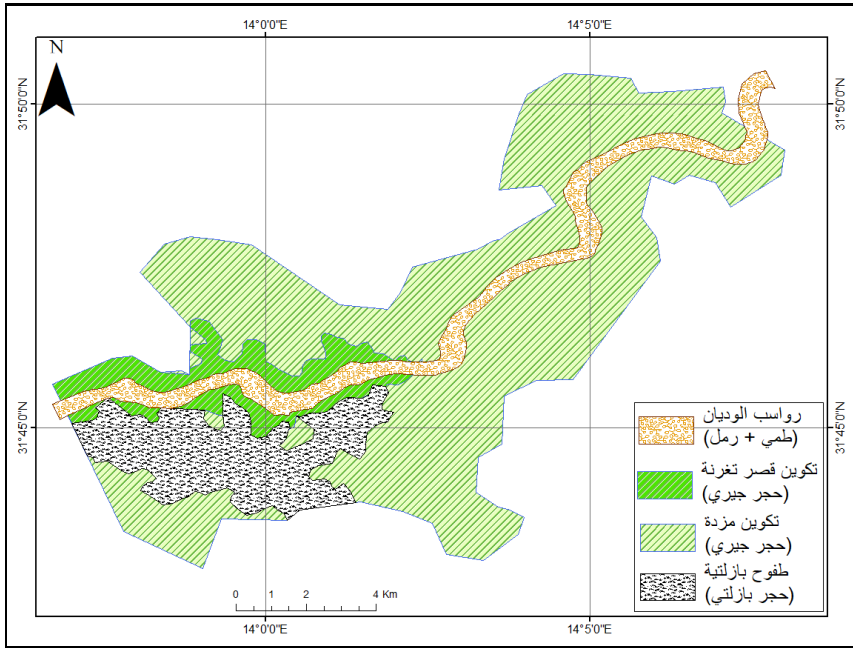 14°0'0"E 14°5'0"E
N
31°50'0"N 31°50'0"N
31°45'0"N 31°45'0"N
رواسب الوديان
(طمي + رمل)
تكوين قصر تغرنة
(حجر جيري)
تكوين مزدة
(حجر جيري)
طفوح بازلتية
(حجر بازلتي)
0 1 2 4 Km
14°0'0"E 14°5'0"E